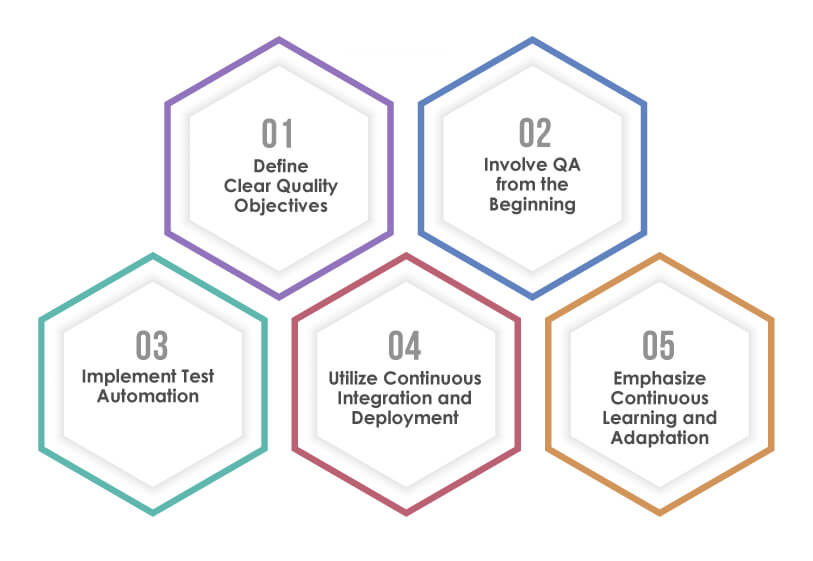 01
Define
Clear Quality
Objectives
02
Involve QA
from the
Beginning
03
Implement Test
Automation
04
Utilize Continuous
Integration and
Deployment
05
Emphasize
Continuous
Learning and
Adaptation